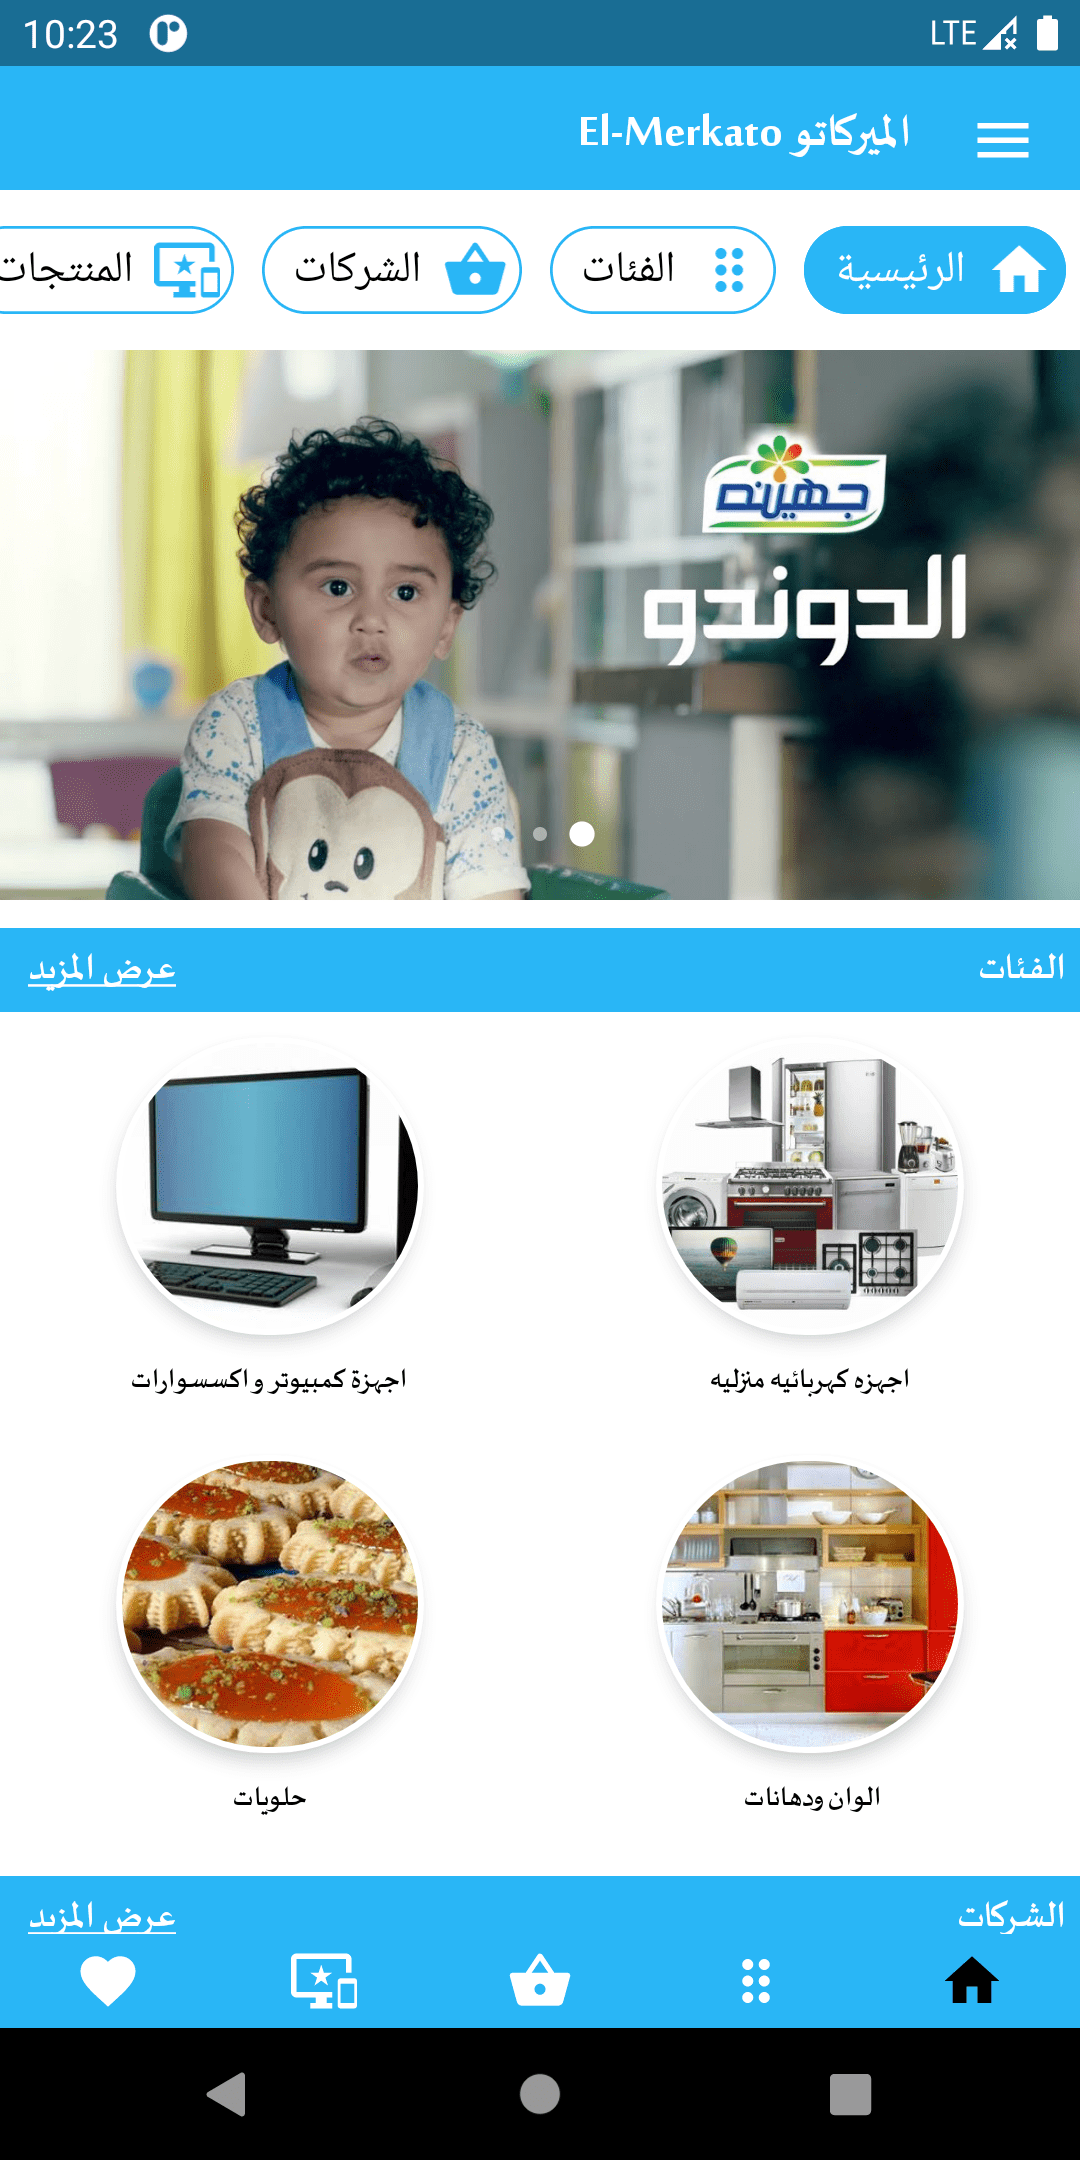 10:23 LTE
الميركاتو El-Merkato
الرئيسية الفئات الشركات المنتجات
جهينه
الدوندو
الفئات عرض المزيد
اجهزه كهربائيه منزليه
اجهزة كمبيوتر و اكسسوارات
الوان ودهانات
حلويات
الشركات عرض المزيد